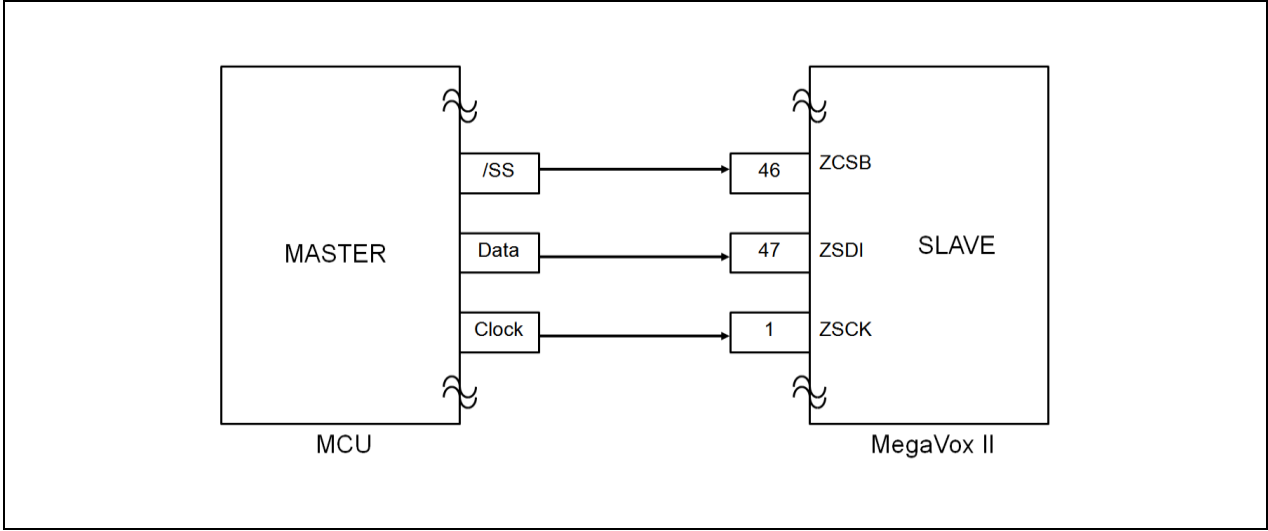 /SS
46
ZCSB
MASTER
Data
47
ZSDI
SLAVE
Clock
1
ZSCK
MCU
MegaVox II